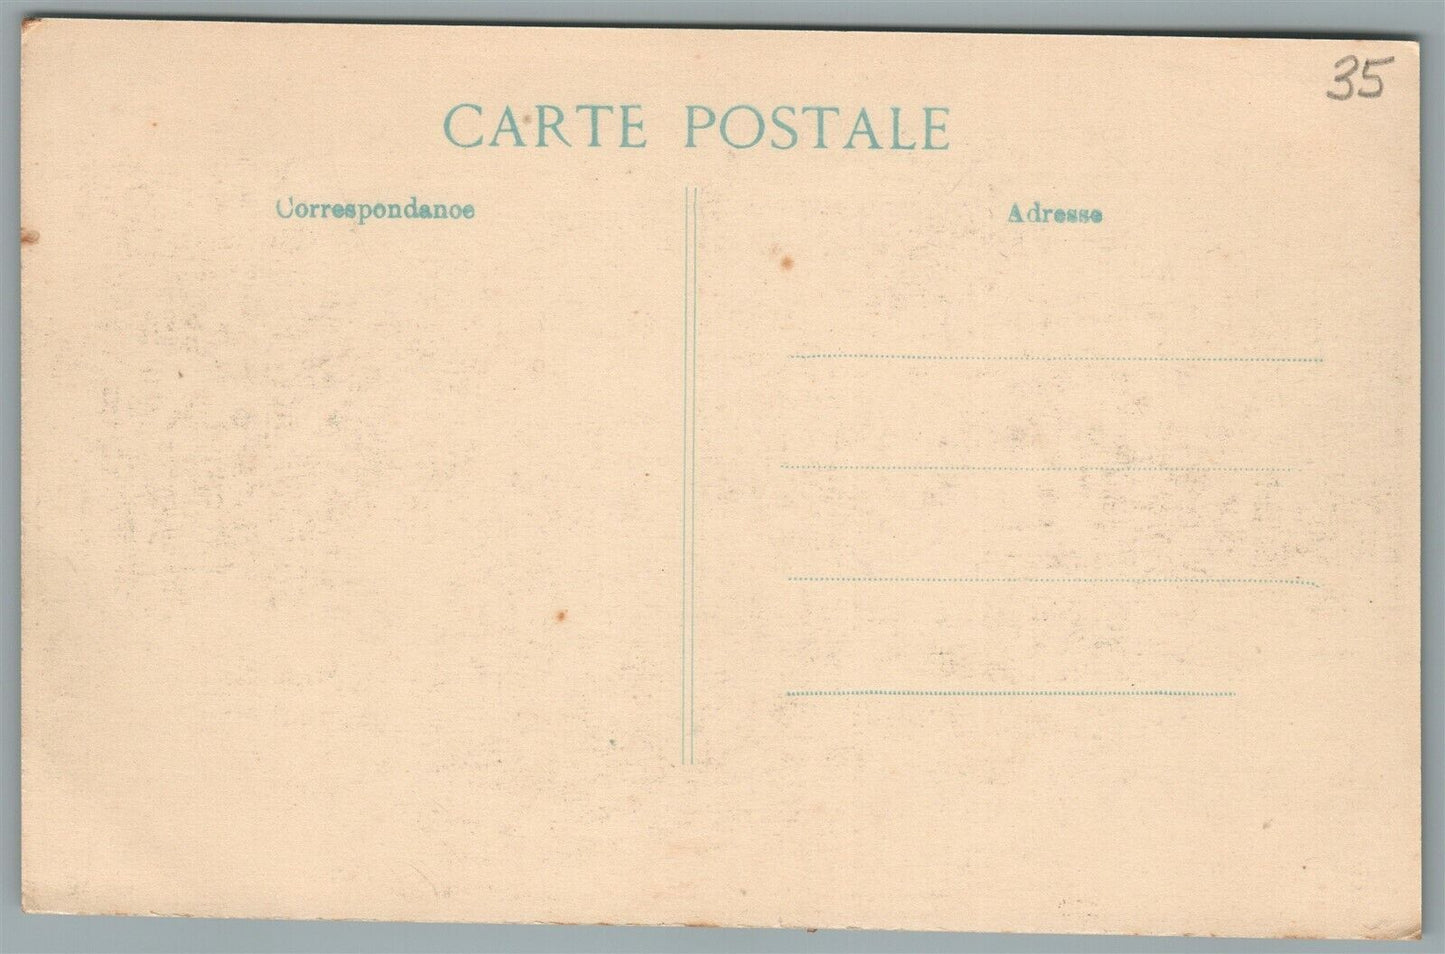 35
CARTE POSTALE
Correspondance
Adresse